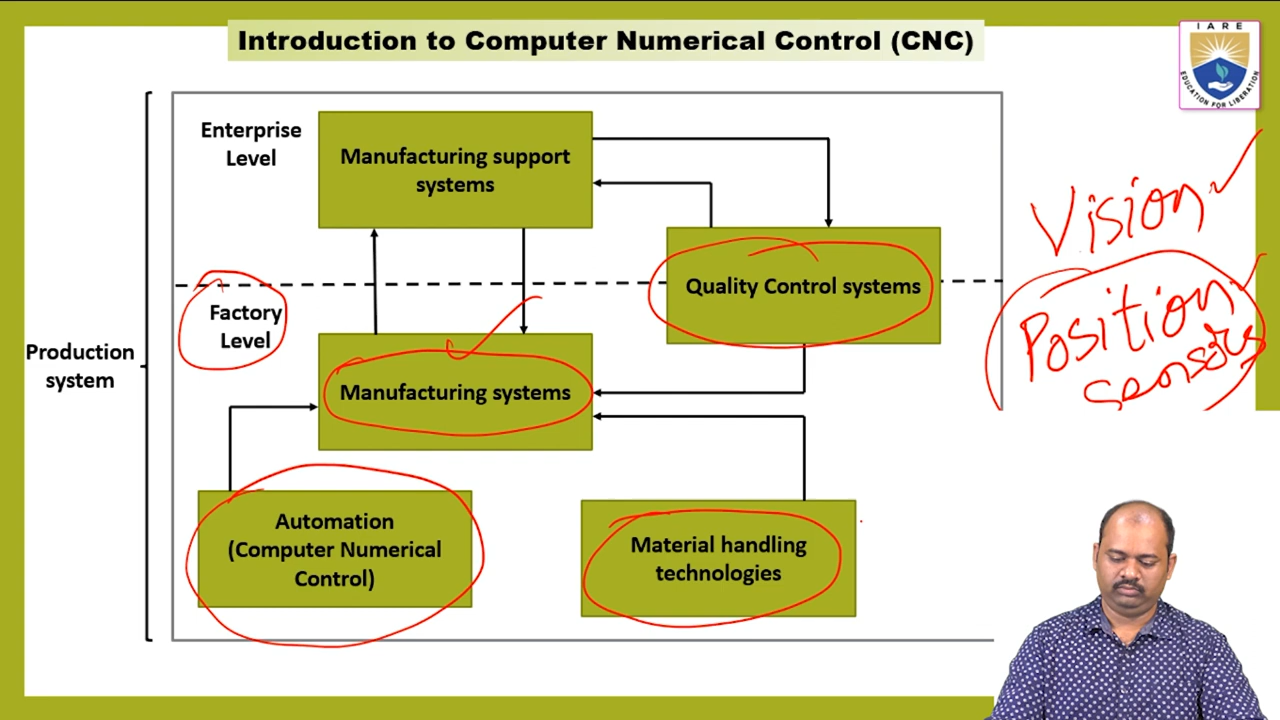 Introduction to Computer Numerical Control (CNC)
IARE
EDUCATION FOR LIBERATION
Enterprise
Level
Manufacturing support
systems
Vision
Quality Control systems
Factory
Level
Position
sensors
Production
system
Manufacturing systems
Automation
(Computer Numerical
Control)
Material handling
technologies